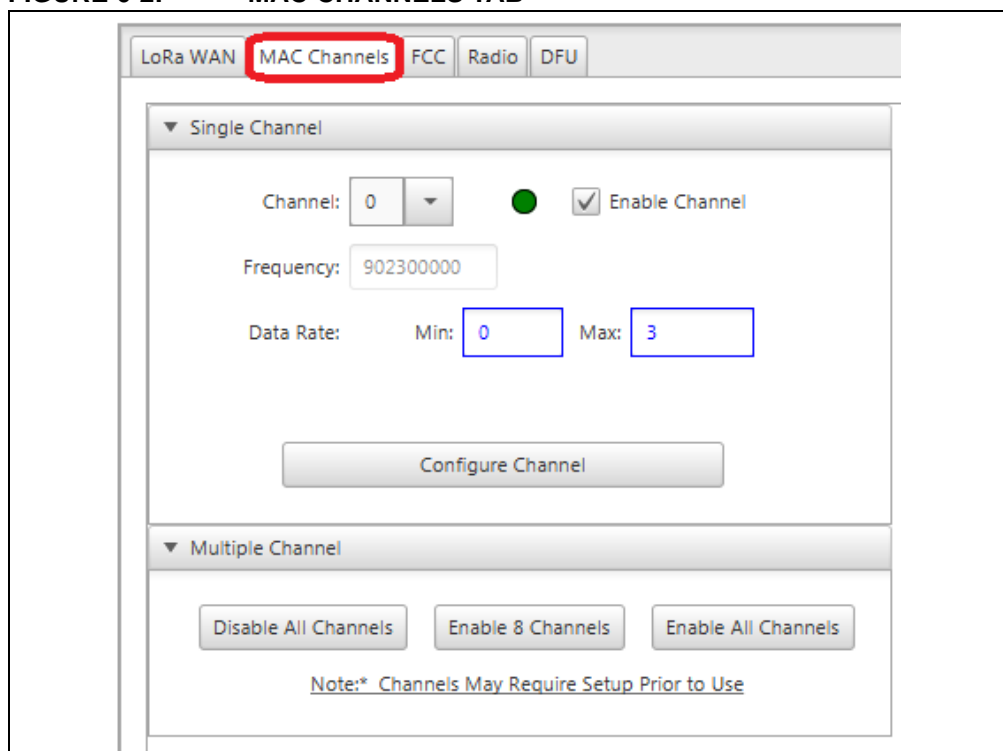 LoRa WAN MAC Channels FCC Radio DFU
Single Channel
Channel: 0 Enable Channel
Frequency: 902300000
Data Rate: Min: 0 Max: 3
Configure Channel
Multiple Channel
Disable All Channels Enable 8 Channels Enable All Channels
Note:* Channels May Require Setup Prior to Use